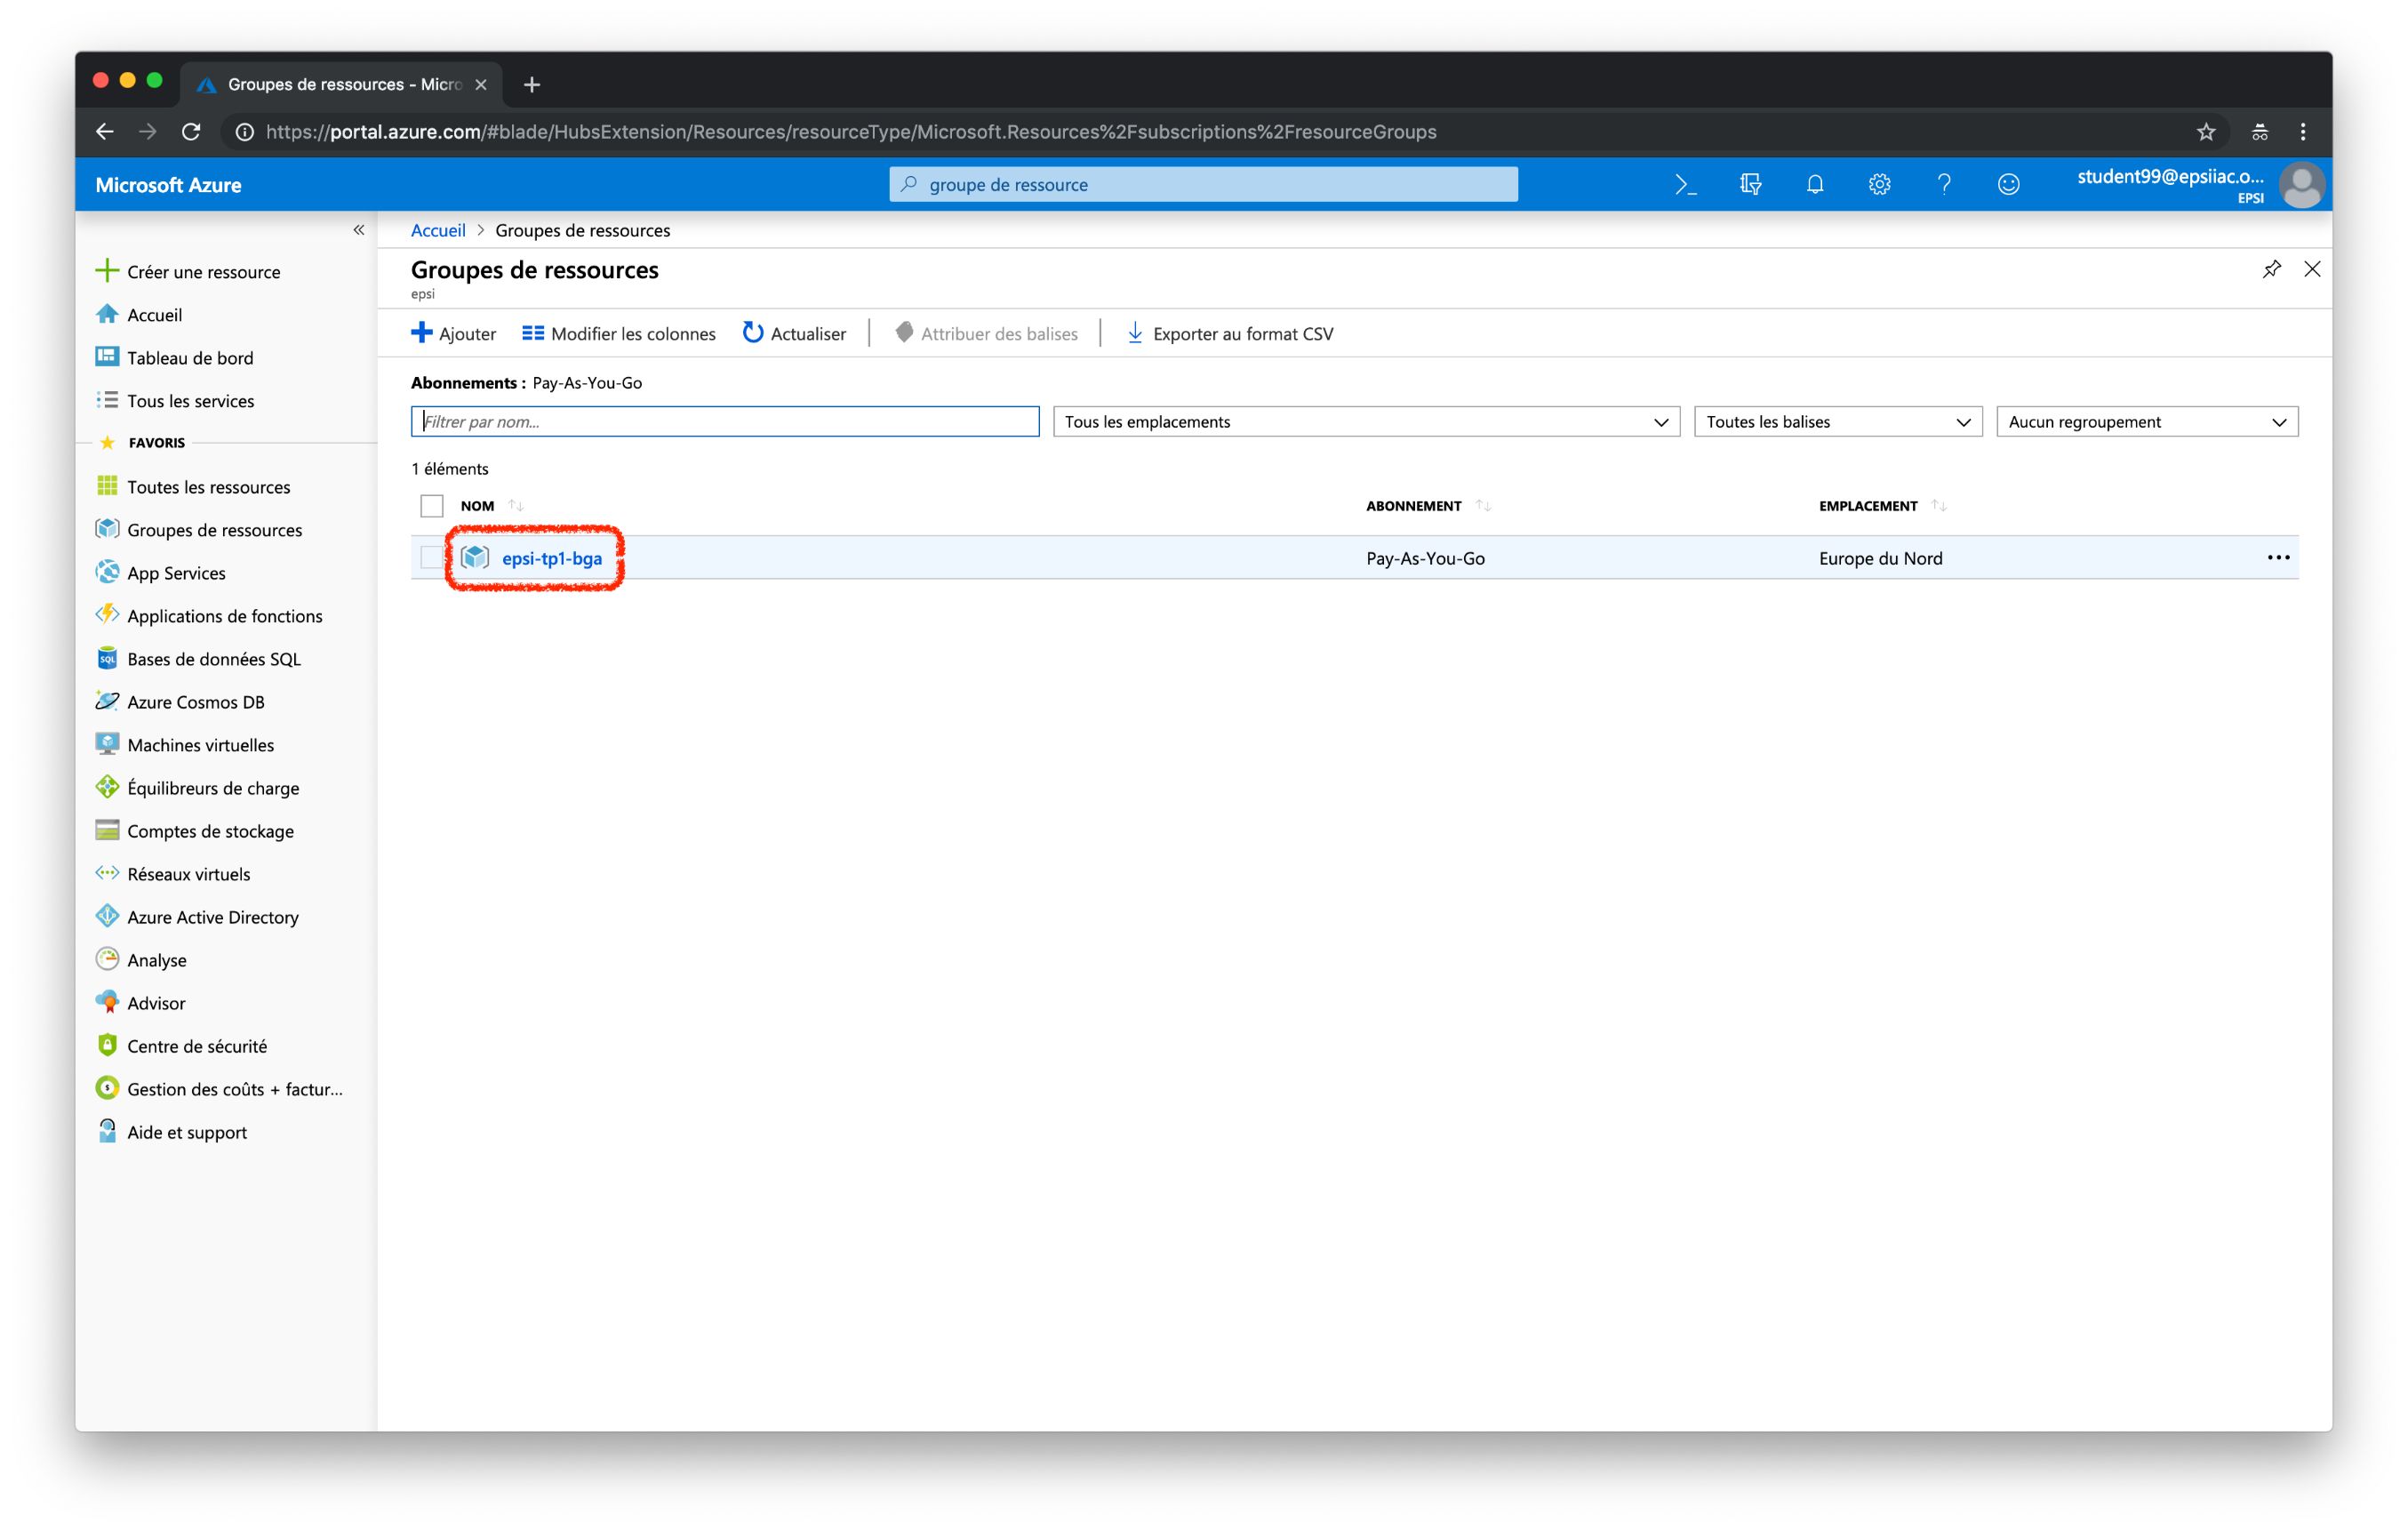 Groupes de ressources - Micro
https://portal.azure.com/#blade/HubsExtension/Resources/resourceType/Microsoft.Resources%2Fsubscriptions%2FresourceGroups
Microsoft Azure
groupe de ressource
student99@epsiiac.o...
EPSI
Créer une ressource
Accueil
Tableau de bord
Tous les services
FAVORIS
Toutes les ressources
Groupes de ressources
App Services
Applications de fonctions
Bases de données SQL
Azure Cosmos DB
Machines virtuelles
Équilibreurs de charge
Comptes de stockage
Réseaux virtuels
Azure Active Directory
Analyse
Advisor
Centre de sécurité
Gestion des coûts + factur...
Aide et support
Accueil > Groupes de ressources
Groupes de ressources
epsi
Ajouter Modifier les colonnes Actualiser Attribuer des balises Exporter au format CSV
Abonnements : Pay-As-You-Go
Filtrer par nom... Tous les emplacements Toutes les balises Aucun regroupement
1 éléments
NOM ABONNEMENT EMPLACEMENT
epsi-tp1-bga Pay-As-You-Go Europe du Nord